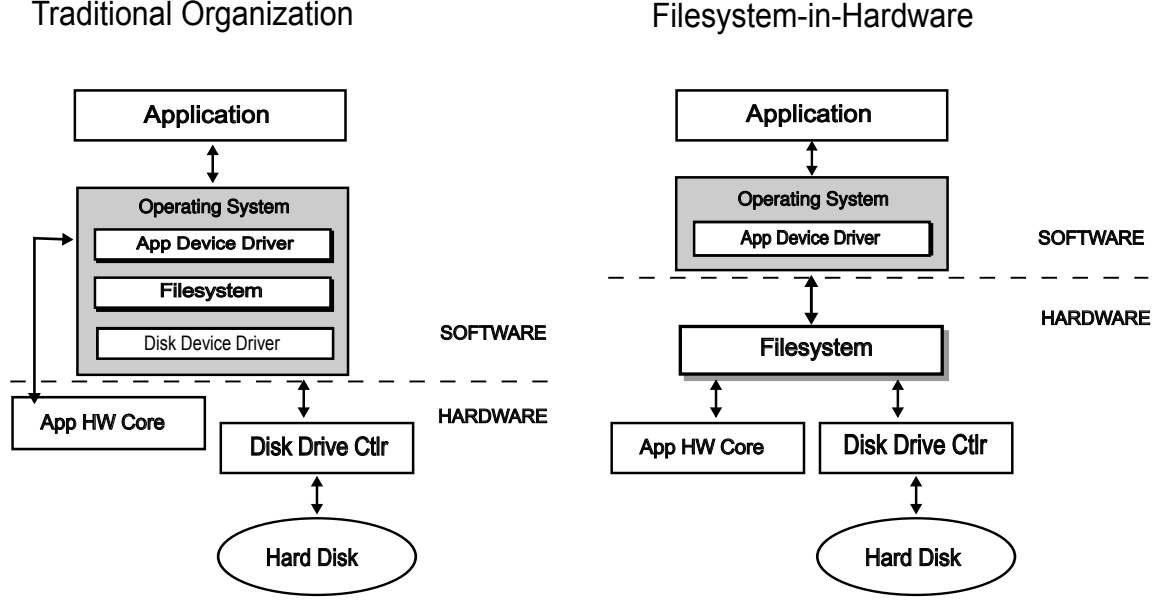 Traditional Organization
Application
Operating System
App Device Driver
Filesystem
Disk Device Driver
SOFTWARE
HARDWARE
App HW Core
Disk Drive Ctlr
Hard Disk
Filesystem-in-Hardware
Application
Operating System
App Device Driver
SOFTWARE
HARDWARE
Filesystem
App HW Core
Disk Drive Ctlr
Hard Disk